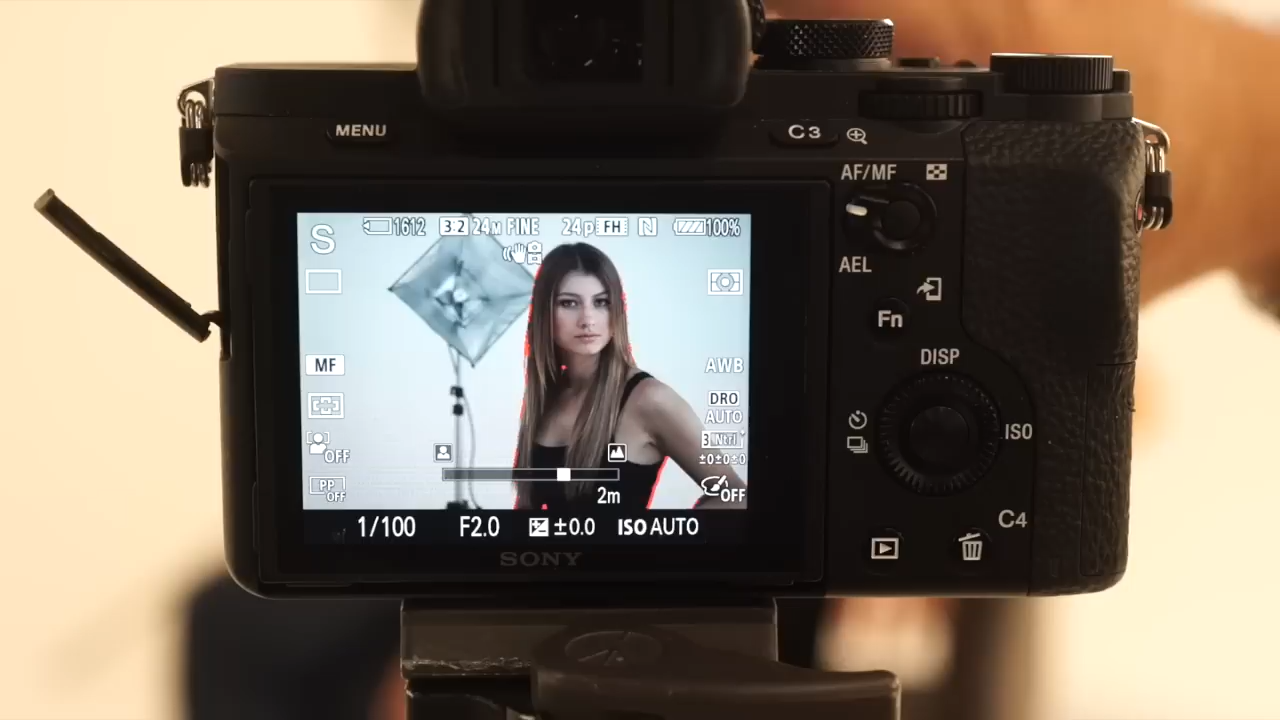 MENU
C3
AF/MF
AEL
Fn
DISP
ISO
C4
S
1612 3:2 24M FINE 24p FH N 100%
MF
OFF
PP
OFF
AWB
DRO
AUTO
±0±0±0
OFF
2m
1/100 F2.0 ±0.0 ISO AUTO
SONY